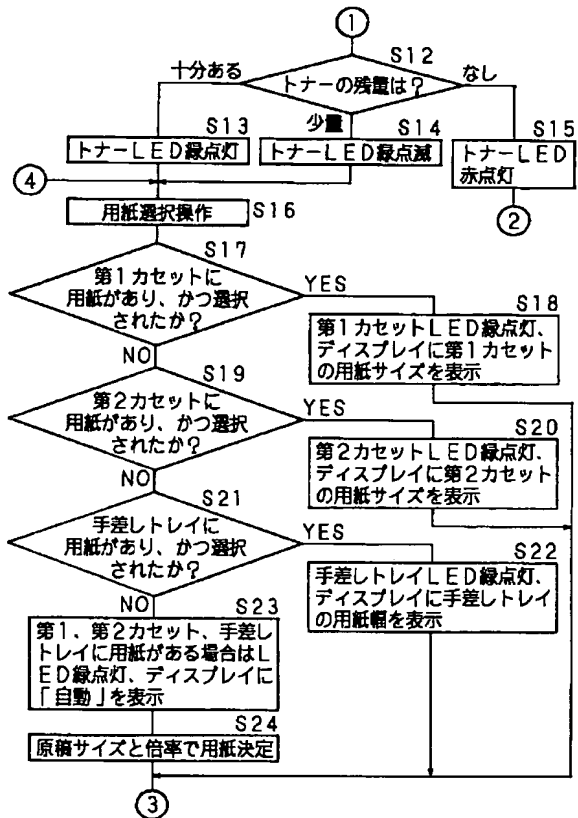 1
S12
十分ある
トナーの残量は?
なし
少量
S13
トナーLED緑点灯
S14
トナーLED緑点滅
S15
トナーLED
赤点灯
4
2
用紙選択操作
S16
S17
第1カセットに
用紙があり、かつ選択
されたか?
YES
NO
S18
第1カセットLED緑点灯、
ディスプレイに第1カセット
の用紙サイズを表示
S19
第2カセットに
用紙があり、かつ選択
されたか?
YES
NO
S20
第2カセットLED緑点灯、
ディスプレイに第2カセット
の用紙サイズを表示
S21
手差しトレイに
用紙があり、かつ選択
されたか?
YES
NO
S22
手差しトレイLED緑点灯、
ディスプレイに手差しトレイ
の用紙幅を表示
S23
第1、第2カセット、手差し
トレイに用紙がある場合はL
ED緑点灯、ディスプレイに
「自動」を表示
S24
原稿サイズと倍率で用紙決定
3